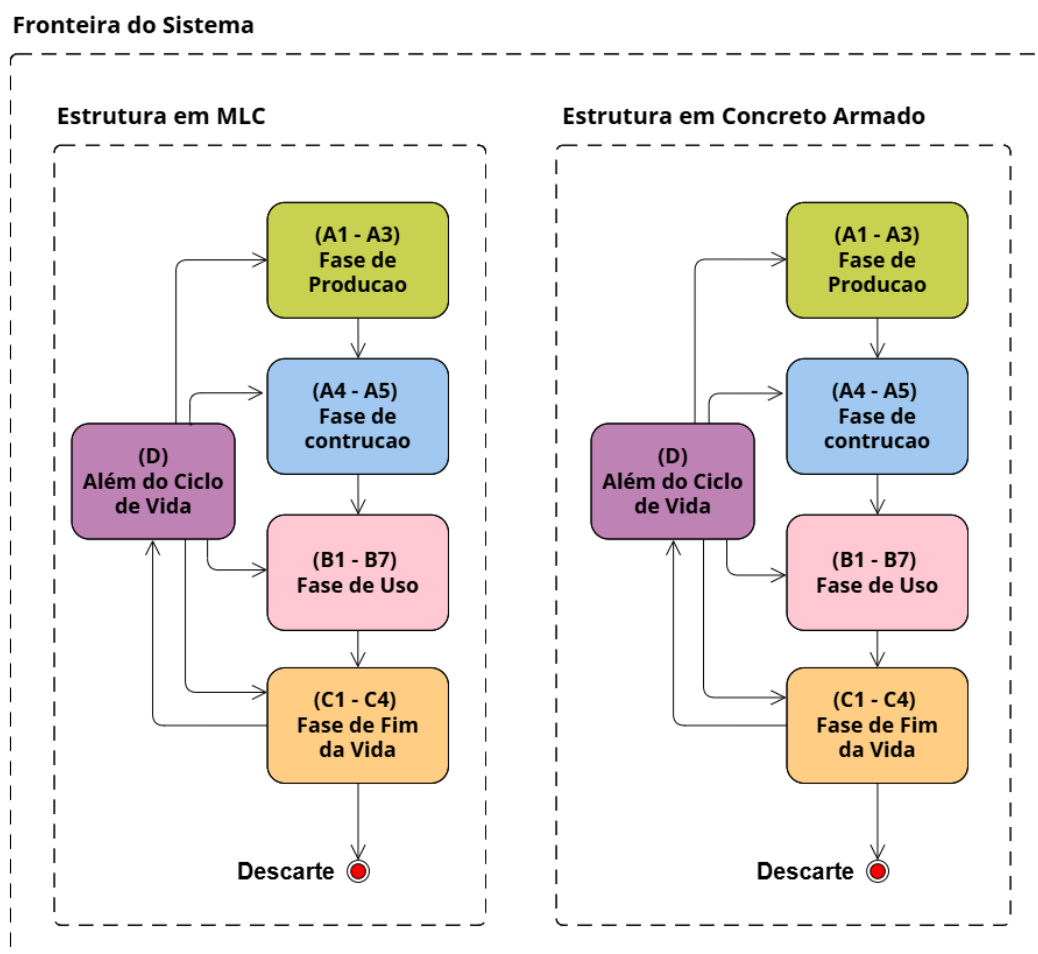 Fronteira do Sistema
Estrutura em MLC
(A1 - A3)
Fase de
Producao
(A4 - A5)
Fase de
contrucao
(D)
Além do Ciclo
de Vida
(B1 - B7)
Fase de Uso
(C1 - C4)
Fase de Fim
da Vida
Descarte
Estrutura em Concreto Armado
(A1 - A3)
Fase de
Producao
(A4 - A5)
Fase de
contrucao
(D)
Além do Ciclo
de Vida
(B1 - B7)
Fase de Uso
(C1 - C4)
Fase de Fim
da Vida
Descarte